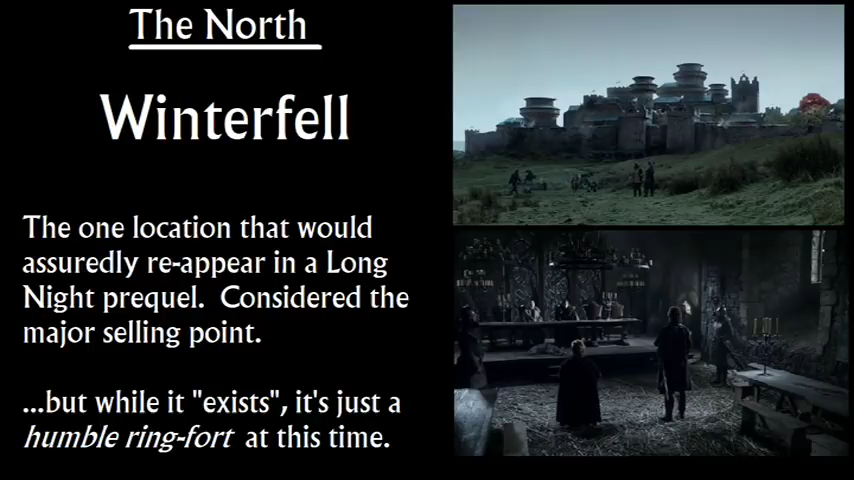 The North
Winterfell
The one location that would
assuredly re-appear in a Long
Night prequel. Considered the
major selling point.
...but while it "exists", it's just a
humble ring-fort at this time.